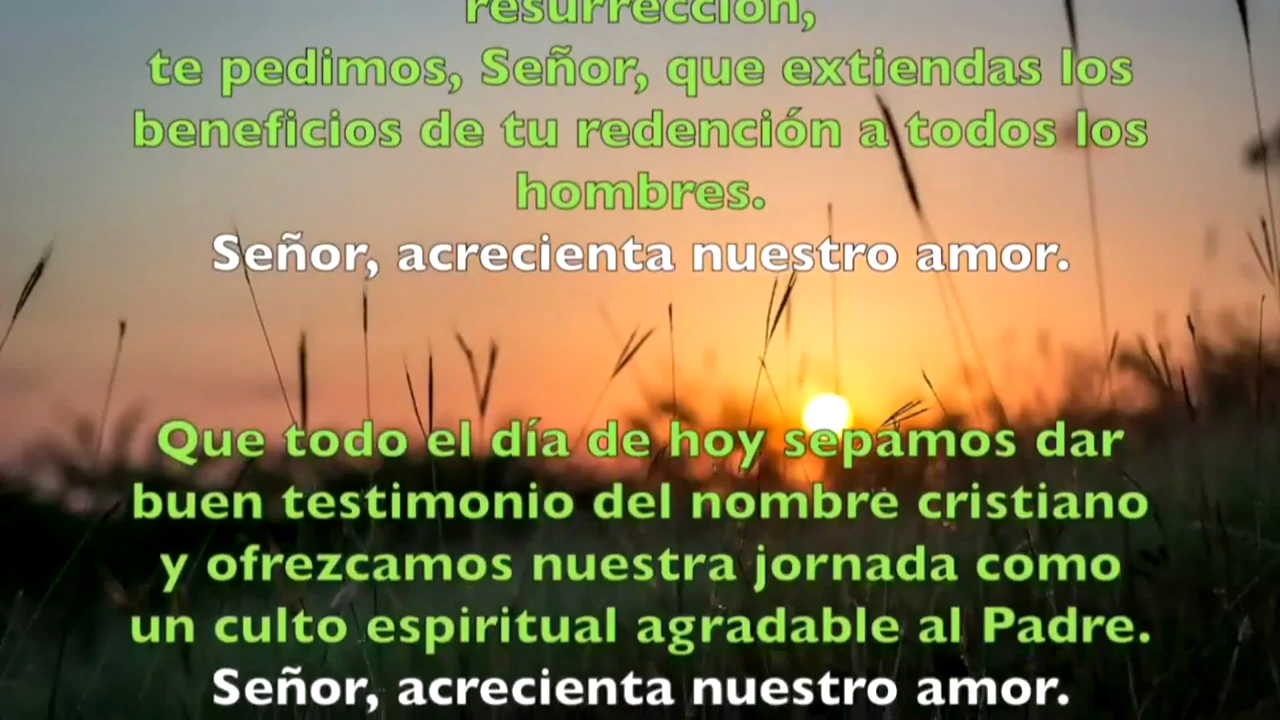 resurrección,
te pedimos, Señor, que extiendas los
beneficios de tu redención a todos los
hombres.
Señor, acrecienta nuestro amor.
Que todo el día de hoy sepamos dar
buen testimonio del nombre cristiano
y ofrezcamos nuestra jornada como
un culto espiritual agradable al Padre.
Señor, acrecienta nuestro amor.